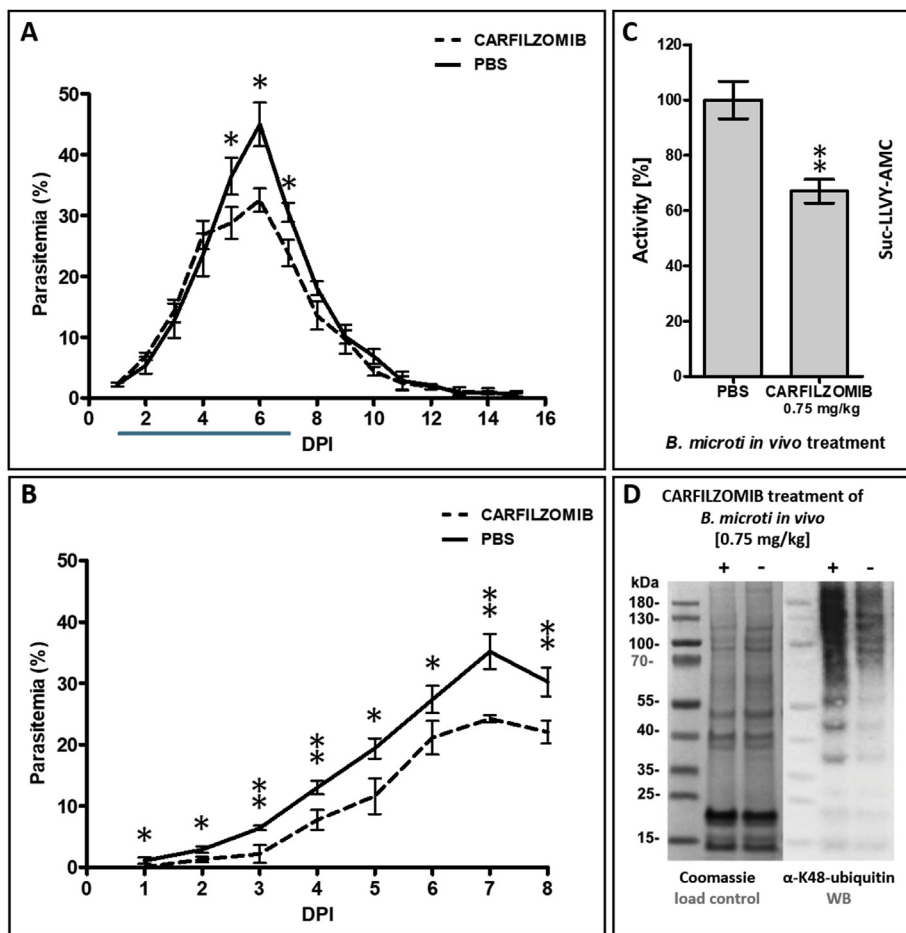 A
CARFILZOMIB
PBS
Parasitemia (%)
50
40
30
20
10
0
* * *
0 2 4 6 8 10 12 14 16
DPI
B
CARFILZOMIB
PBS
Parasitemia (%)
50
40
30
20
10
0
* * ** ** * * ** **
0 1 2 3 4 5 6 7 8
DPI
C
Activity [%]
120
100
80
60
40
20
0
**
Suc-LLVY-AMC
PBS CARFILZOMIB
0.75 mg/kg
B. microti in vivo treatment
D
CARFILZOMIB treatment of
B. microti in vivo
[0.75 mg/kg]
+ - + -
kDa
180-
130-
100-
70-
55-
40-
35-
25-
15-
Coomassie
load control
α-K48-ubiquitin
WB